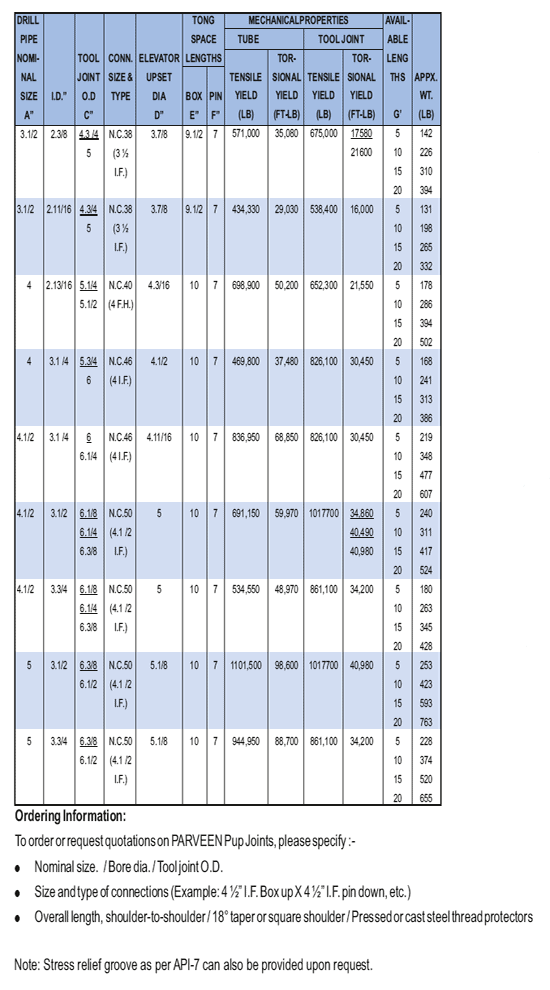 DRILL TONG MECHANICALPROPERTIES AVAIL-
PIPE SPACE TUBE TOOL JOINT ABLE
NOMI- TOOL CONN. ELEVATOR LENGTHS TOR- TOR- LENG
NAL JOINT SIZE & UPSET TENSILE SIONAL TENSILE SIONAL THS APPX.
SIZE I.D." O.D TYPE DIA BOX PIN YIELD YIELD YIELD YIELD WT.
A" C" D" E" F" (LB) (FT-LB) (LB) (FT-LB) G' (LB)
3.1/2 2.3/8 4.3./4 N.C.38 3.7/8 9.1/2 7 571,000 35,080 675,000 17580 5 142
5 (3 ½ 21600 10 226
I.F.) 15 310
20 394
3.1/2 2.11/16 4.3/4 N.C.38 3.7/8 9.1/2 7 434,330 29,030 538,400 16,000 5 131
5 (3 ½ 10 198
I.F.) 15 265
20 332
4 2.13/16 5.1/4 N.C.40 4.3/16 10 7 698,900 50,200 652,300 21,550 5 178
5.1/2 (4 F.H.) 10 286
15 394
20 502
4 3.1 /4 5.3/4 N.C.46 4.1/2 10 7 469,800 37,480 826,100 30,450 5 168
6 (4 I.F.) 10 241
15 313
20 386
4.1/2 3.1 /4 6 N.C.46 4.11/16 10 7 836,950 68,850 826,100 30,450 5 219
6.1/4 (4 I.F.) 10 348
15 477
20 607
4.1/2 3.1/2 6.1/8 N.C.50 5 10 7 691,150 59,970 1017700 34,860 5 240
6.1/4 (4.1 /2 40,490 10 311
6.3/8 I.F.) 40,980 15 417
20 524
4.1/2 3.3/4 6.1/8 N.C.50 5 10 7 534,550 48,970 861,100 34,200 5 180
6.1/4 (4.1 /2 10 263
6.3/8 I.F.) 15 345
20 428
5 3.1/2 6.3/8 N.C.50 5.1/8 10 7 1101,500 98,600 1017700 40,980 5 253
6.1/2 (4.1 /2 10 423
I.F.) 15 593
20 763
5 3.3/4 6.3/8 N.C.50 5.1/8 10 7 944,950 88,700 861,100 34,200 5 228
6.1/2 (4.1 /2 10 374
I.F.) 15 520
20 655
Ordering Information:
To order or request quotations on PARVEEN Pup Joints, please specify :-
● Nominal size. / Bore dia. / Tool joint O.D.
● Size and type of connections (Example: 4 ½" I.F. Box up X 4 ½" I.F. pin down, etc.)
● Overall length, shoulder-to-shoulder / 18° taper or square shoulder / Pressed or cast steel thread protectors
Note: Stress relief groove as per API-7 can also be provided upon request.